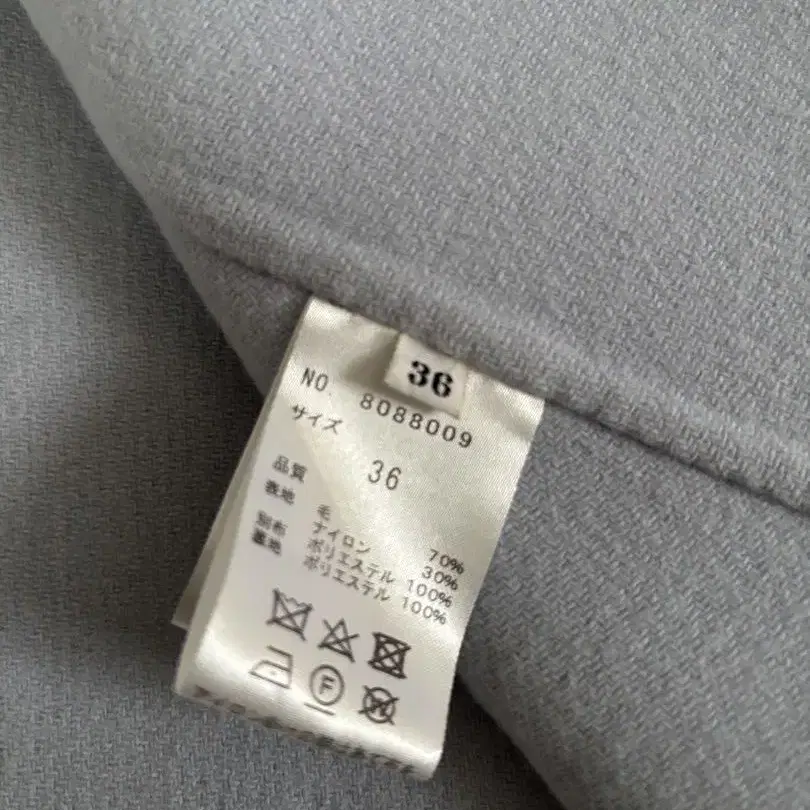 36
NO. 8088009
サイズ
36
品質
表地 毛 70%
ナイロン 30%
別布 ポリエステル 100%
裏地 ポリエステル 100%
F
W